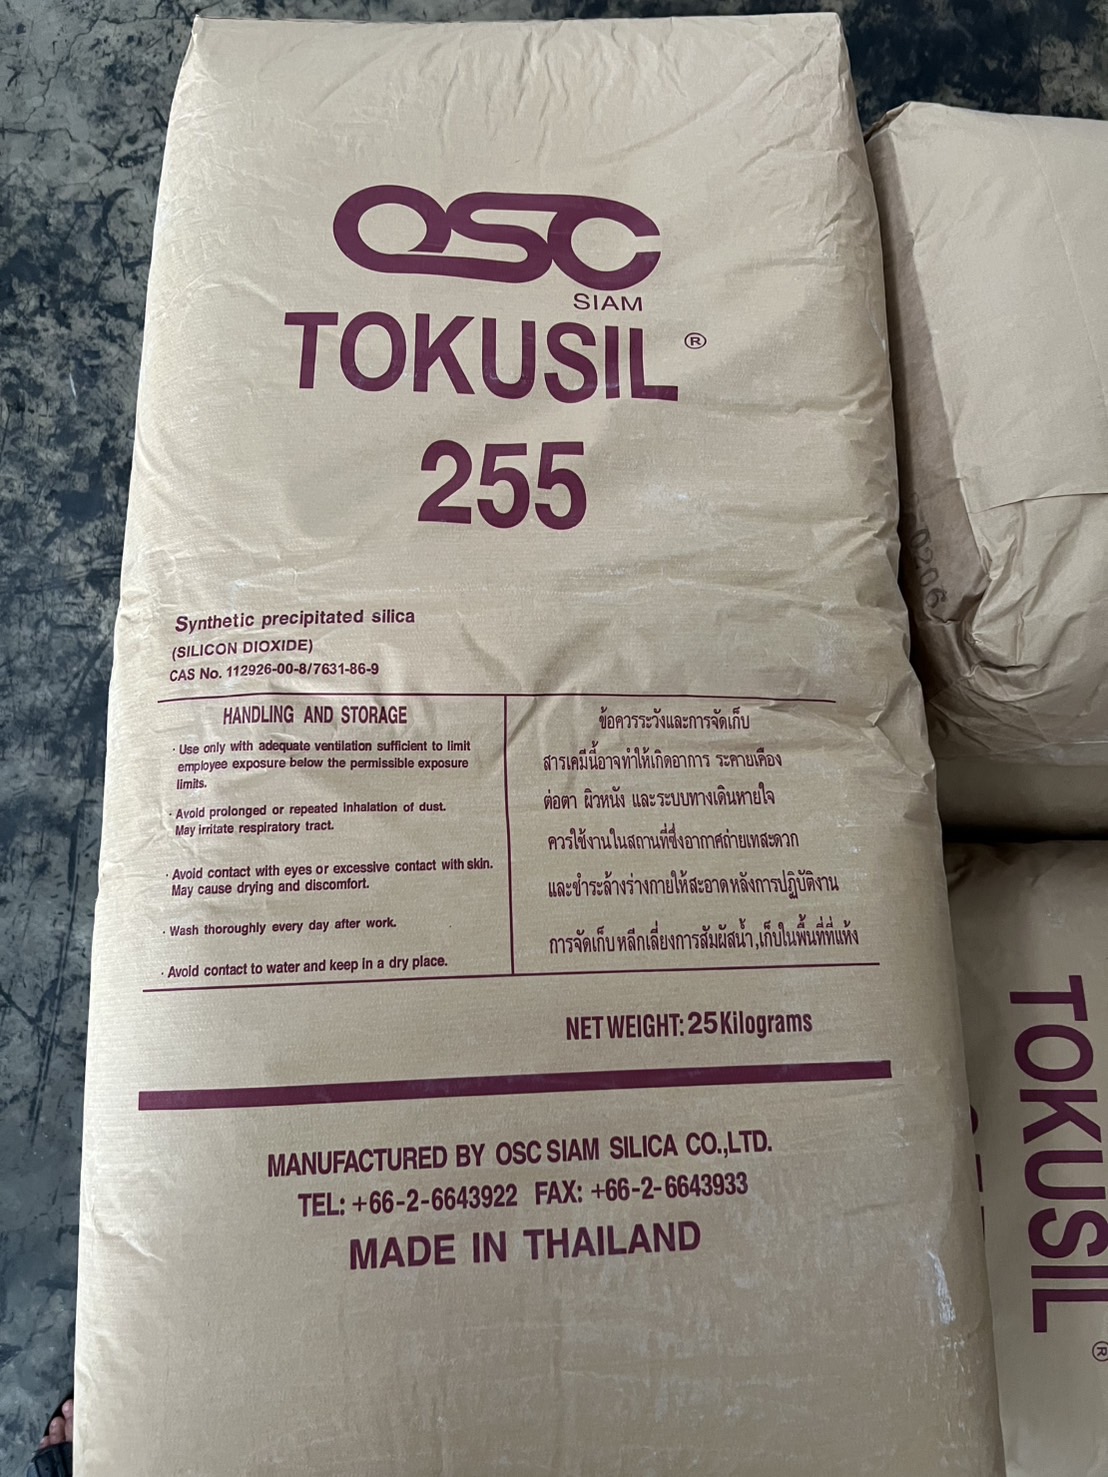 OSC
SIAM
TOKUSIL ®
255
Synthetic precipitated silica
(SILICON DIOXIDE)
CAS No. 112926-00-8/7631-86-9
HANDLING AND STORAGE
· Use only with adequate ventilation sufficient to limit
employee exposure below the permissible exposure
limits.
· Avoid prolonged or repeated inhalation of dust.
May irritate respiratory tract.
· Avoid contact with eyes or excessive contact with skin.
May cause drying and discomfort.
· Wash thoroughly every day after work.
· Avoid contact to water and keep in a dry place.
ข้อควรระวังและการจัดเก็บ
สารเคมีนี้อาจทำให้เกิดอาการ ระคายเคือง
ต่อตา ผิวหนัง และระบบทางเดินหายใจ
ควรใช้งานในสถานที่ซึ่งอากาศถ่ายเทสะดวก
และชำระล้างร่างกายให้สะอาดหลังการปฏิบัติงาน
การจัดเก็บหลีกเลี่ยงการสัมผัสน้ำ,เก็บในพื้นที่ที่แห้ง
NET WEIGHT: 25 Kilograms
MANUFACTURED BY OSC SIAM SILICA CO.,LTD.
TEL: +66-2-6643922 FAX: +66-2-6643933
MADE IN THAILAND
0206
TOKUSIL ®